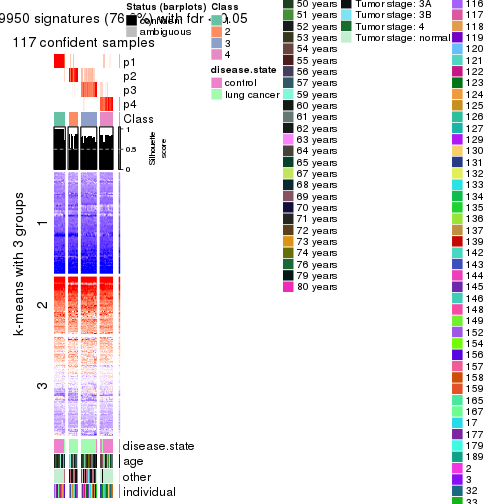 9950 signatures (76.
05
117 confident samples
Status (barplots)
confident
ambiguous
Class
1
2
3
4
disease.state
control
lung cancer
p1
p2
p3
p4
Class
1
0.5
0
Silhouette
score
k-means with 3 groups
1
2
3
disease.state
age
other
individual
50 years
51 years
52 years
53 years
54 years
55 years
56 years
57 years
59 years
60 years
61 years
62 years
63 years
64 years
65 years
67 years
68 years
69 years
70 years
71 years
72 years
73 years
74 years
76 years
79 years
80 years
Tumor stage: 3A
Tumor stage: 3B
Tumor stage: 4
Tumor stage: normal
116
117
118
119
120
121
122
123
124
125
126
127
129
130
131
132
133
134
135
136
137
139
142
143
144
145
146
148
149
152
154
156
157
158
159
165
167
17
177
179
189
2
3
32
33